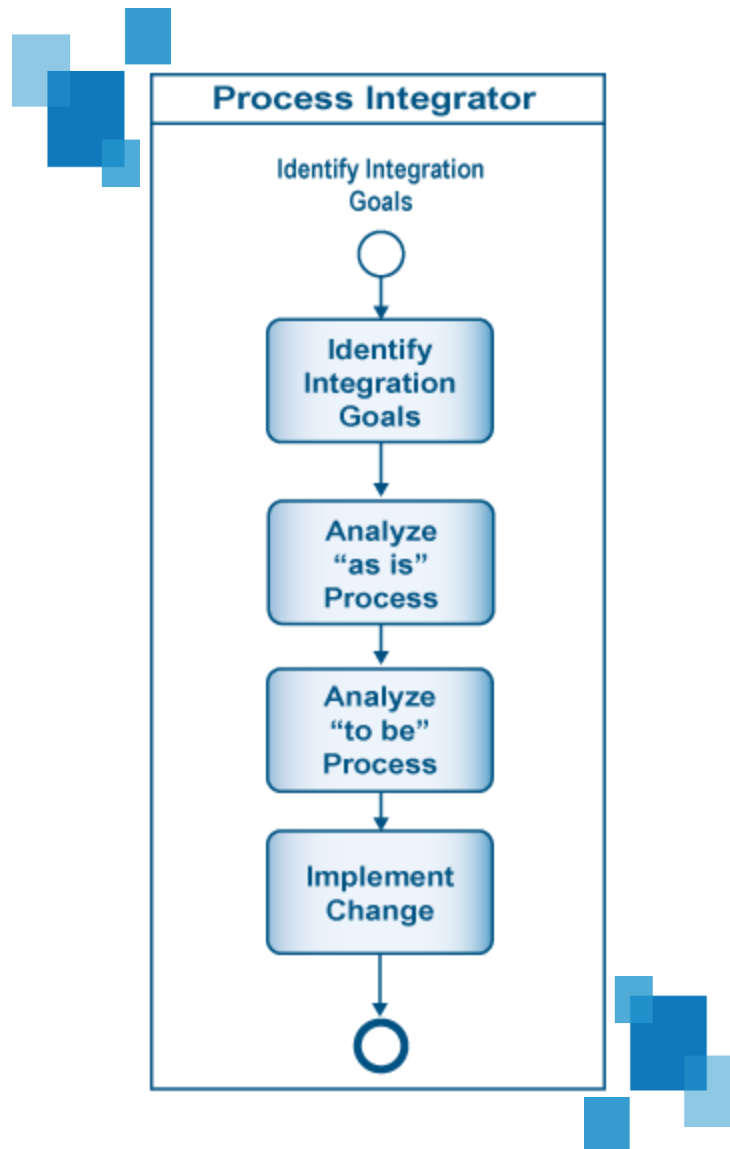 Process Integrator
Identify Integration
Goals
Identify
Integration
Goals
Analyze
“as is”
Process
Analyze
“to be”
Process
Implement
Change